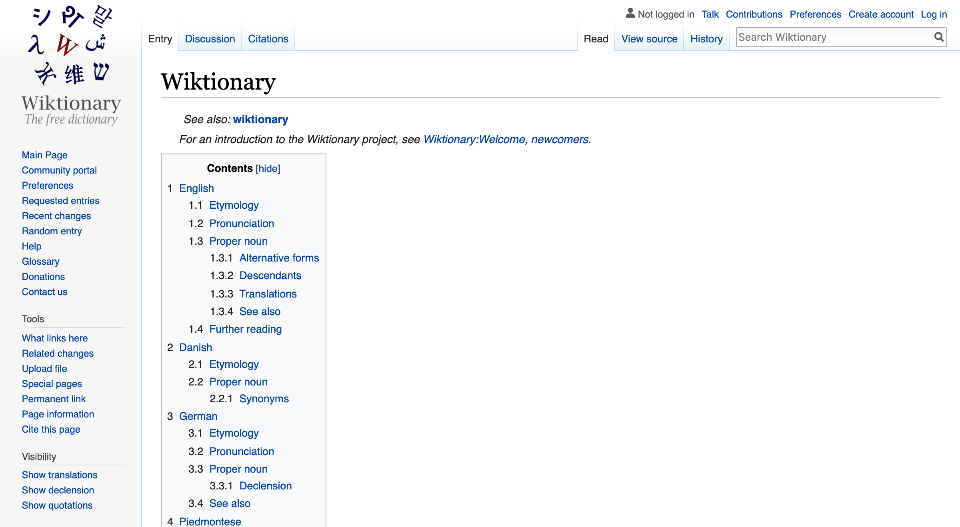 Not logged in Talk Contributions Preferences Create account Log in
Entry Discussion Citations Read View source History Search Wiktionary
シ 말
λ W ش
维 ש
Wiktionary
The free dictionary
Main Page
Community portal
Preferences
Requested entries
Recent changes
Random entry
Help
Glossary
Donations
Contact us
Tools
What links here
Related changes
Upload file
Special pages
Permanent link
Page information
Cite this page
Visibility
Show translations
Show declension
Show quotations
Wiktionary
See also: wiktionary
For an introduction to the Wiktionary project, see Wiktionary:Welcome, newcomers.
Contents [hide]
1 English
1.1 Etymology
1.2 Pronunciation
1.3 Proper noun
1.3.1 Alternative forms
1.3.2 Descendants
1.3.3 Translations
1.3.4 See also
1.4 Further reading
2 Danish
2.1 Etymology
2.2 Proper noun
2.2.1 Synonyms
3 German
3.1 Etymology
3.2 Pronunciation
3.3 Proper noun
3.3.1 Declension
3.4 See also
4 Piedmontese